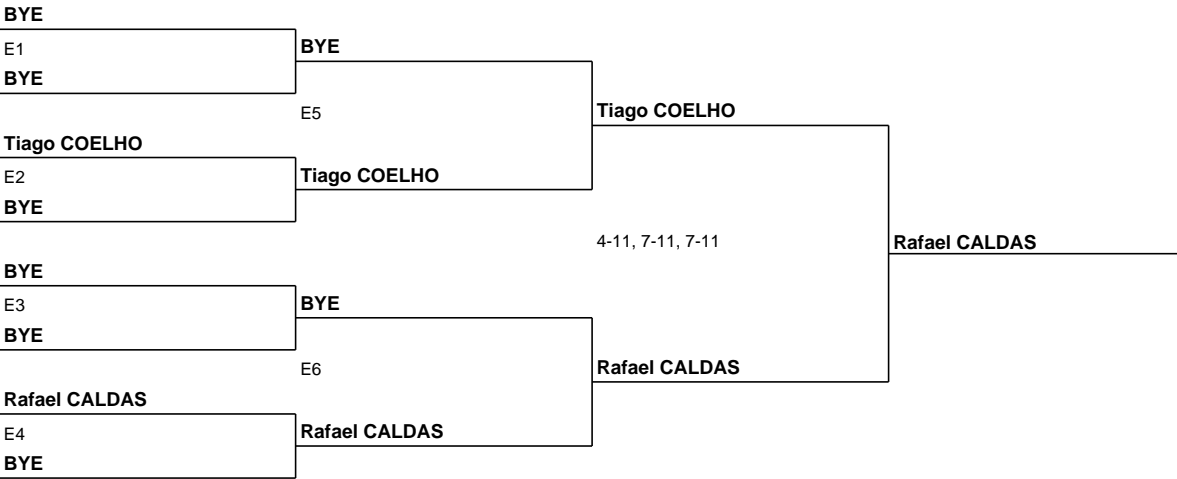 BYE
E1
BYE
BYE
E5
Tiago COELHO
Tiago COELHO
E2
Tiago COELHO
BYE
4-11, 7-11, 7-11
Rafael CALDAS
BYE
E3
BYE
BYE
E6
Rafael CALDAS
Rafael CALDAS
E4
Rafael CALDAS
BYE